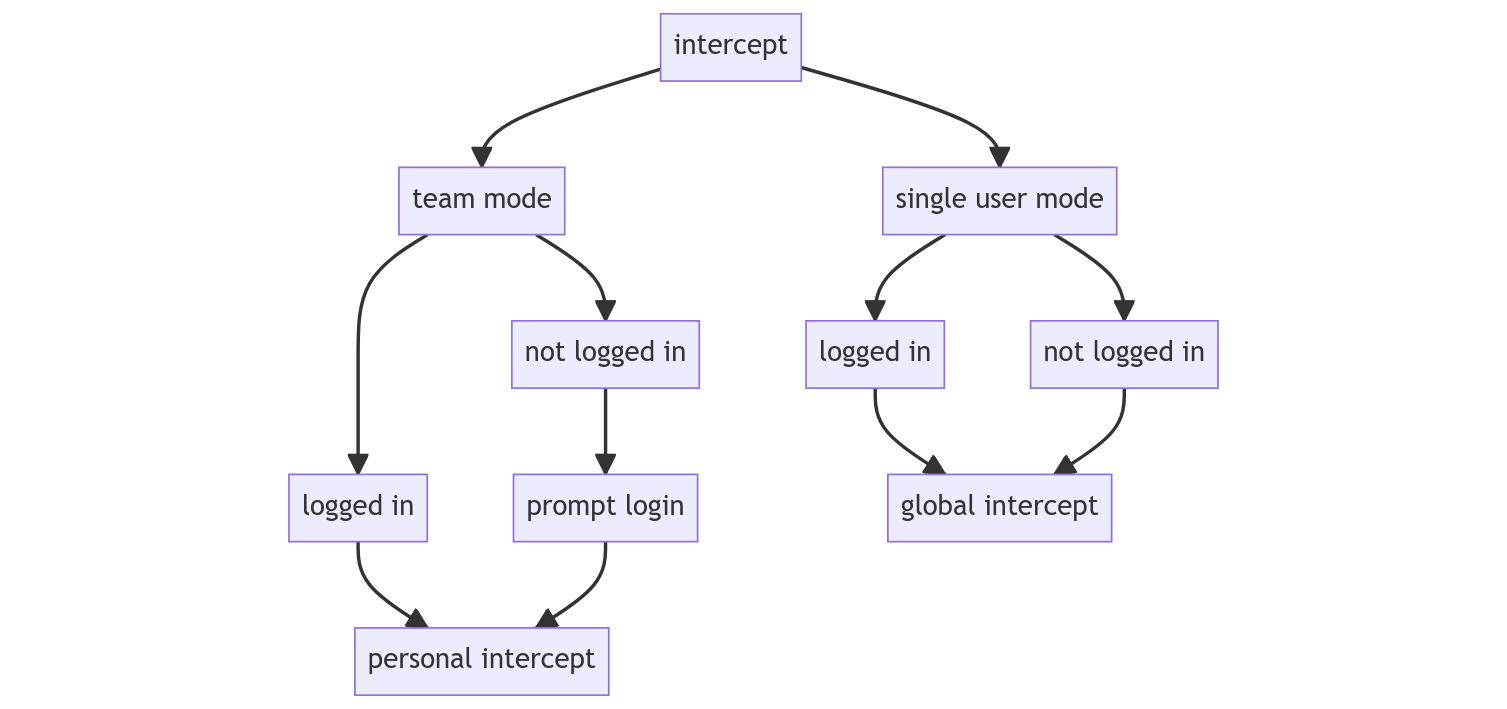 intercept
team mode
single user mode
not logged in
logged in
not logged in
logged in
prompt login
global intercept
personal intercept